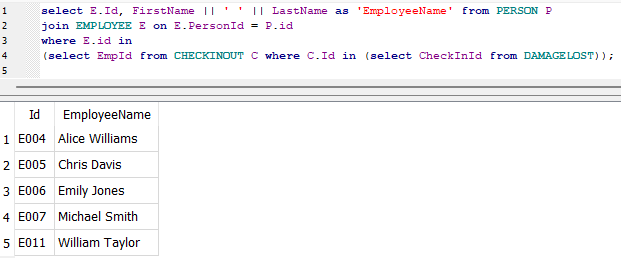 1 select E.Id, FirstName || ' ' || LastName as 'EmployeeName' from PERSON P
2 join EMPLOYEE E on E.PersonId = P.id
3 where E.id in
4 (select EmpId from CHECKINOUT C where C.Id in (select CheckInId from DAMAGELOST));
5
Id EmployeeName
1 E004 Alice Williams
2 E005 Chris Davis
3 E006 Emily Jones
4 E007 Michael Smith
5 E011 William Taylor